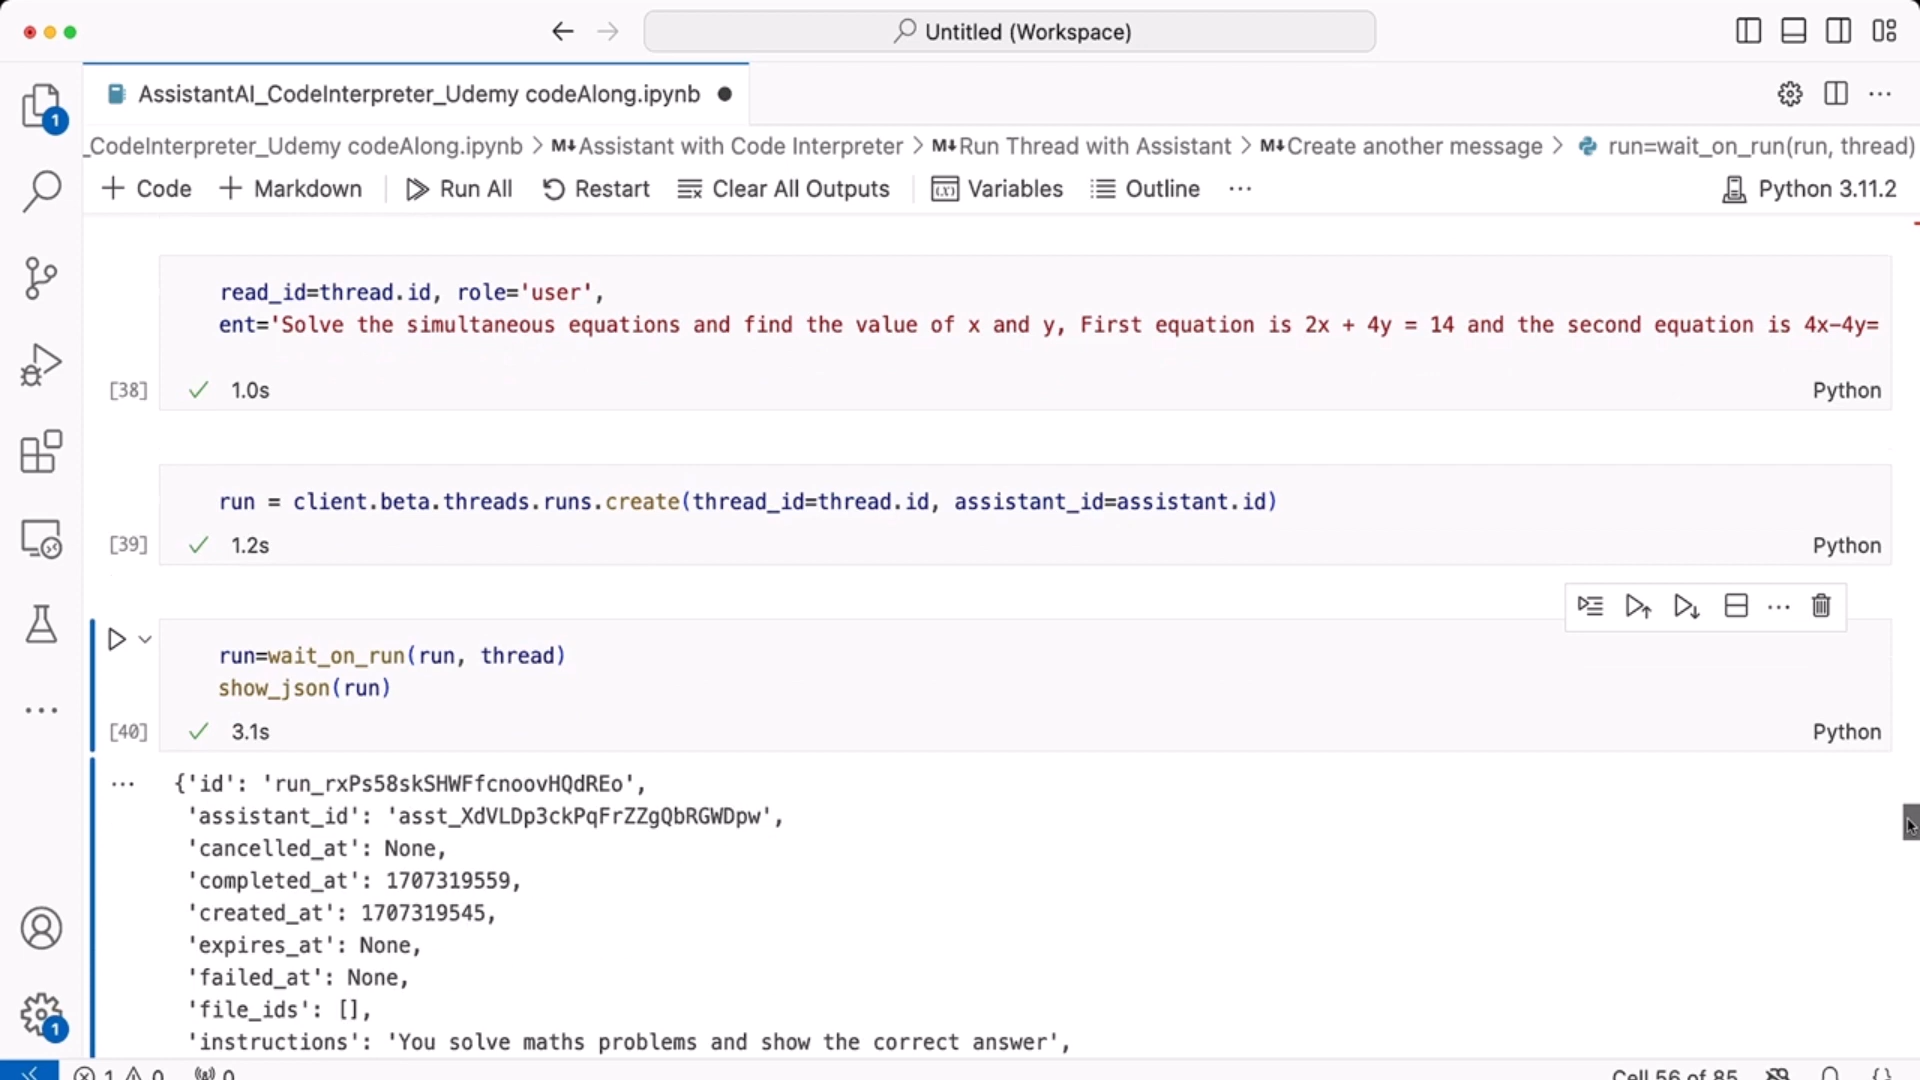 Untitled (Workspace)
AssistantAI_CodeInterpreter_Udemy codeAlong.ipynb
_CodeInterpreter_Udemy codeAlong.ipynb > M↓Assistant with Code Interpreter > M↓Run Thread with Assistant > M↓Create another message > run=wait_on_run(run, thread)
+ Code + Markdown Run All Restart Clear All Outputs Variables Outline ... Python 3.11.2
read_id=thread.id, role='user',
ent='Solve the simultaneous equations and find the value of x and y, First equation is 2x + 4y = 14 and the second equation is 4x-4y=
[38] ✓ 1.0s Python
run = client.beta.threads.runs.create(thread_id=thread.id, assistant_id=assistant.id)
[39] ✓ 1.2s Python
run=wait_on_run(run, thread)
show_json(run)
[40] ✓ 3.1s Python
... {'id': 'run_rxPs58skSHWFfcnoovHQdREo',
'assistant_id': 'asst_XdVLDp3ckPqFrZZgQbRGWDpw',
'cancelled_at': None,
'completed_at': 1707319559,
'created_at': 1707319545,
'expires_at': None,
'failed_at': None,
'file_ids': [],
'instructions': 'You solve maths problems and show the correct answer',
1
1
1 0 0 Cell 56 of 85